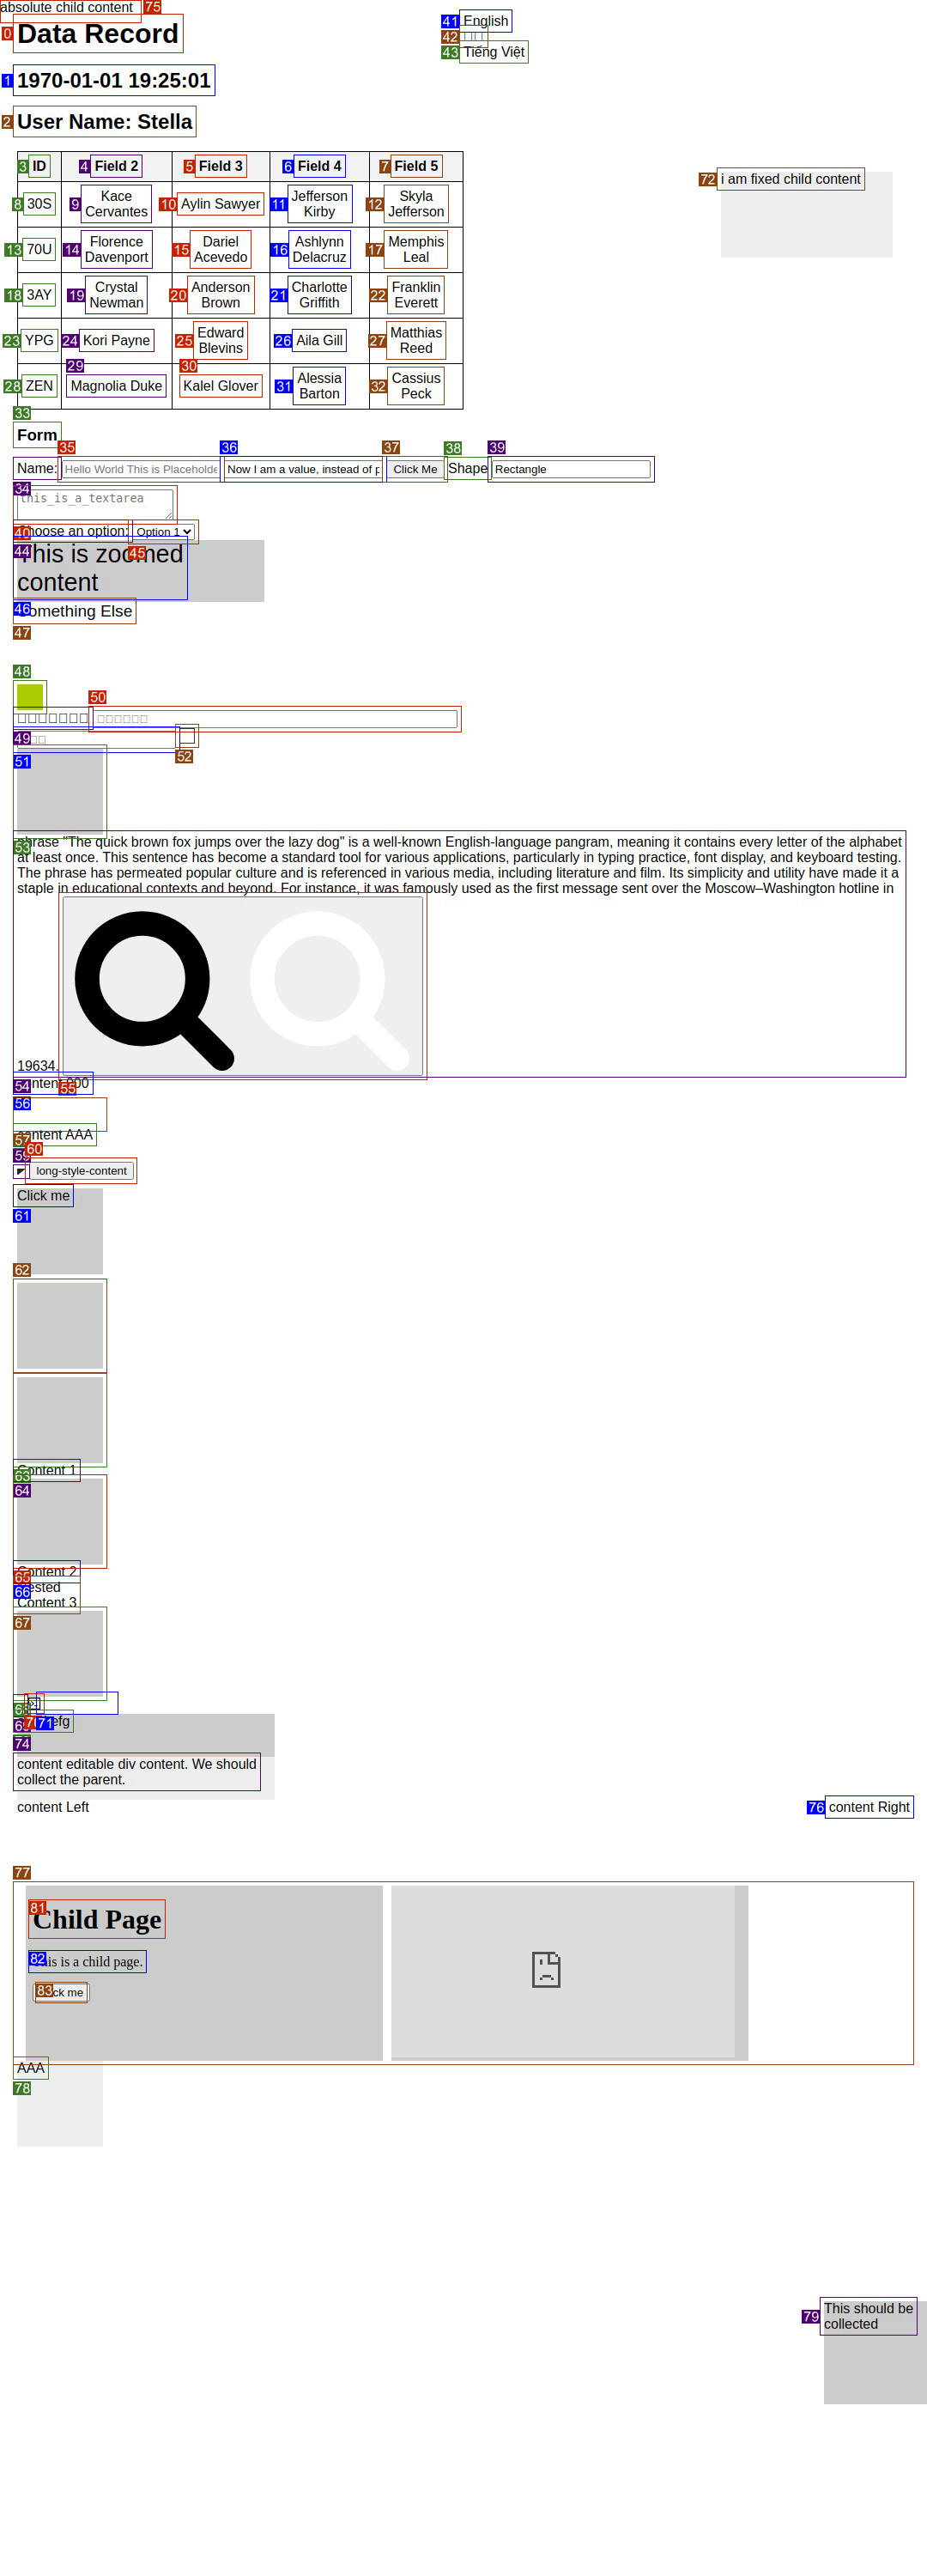 absolute child content 75
0 Data Record
41 English
42
43 Tiếng Việt
1 1970-01-01 19:25:01
2 User Name: Stella
3 ID 4 Field 2 5 Field 3 6 Field 4 7 Field 5
8 30S 9 Kace Cervantes 10 Aylin Sawyer 11 Jefferson Kirby 12 Skyla Jefferson
13 70U 14 Florence Davenport 15 Dariel Acevedo 16 Ashlynn Delacruz 17 Memphis Leal
18 3AY 19 Crystal Newman 20 Anderson Brown 21 Charlotte Griffith 22 Franklin Everett
23 YPG 24 Kori Payne 25 Edward Blevins 26 Aila Gill 27 Matthias Reed
28 ZEN 29 Magnolia Duke 30 Kalel Glover 31 Alessia Barton 32 Cassius Peck
72 i am fixed child content
33
Form
35 36 37 38 39
Name: Hello World This is Placeholde Now I am a value, instead of p Click Me Shape Rectangle
34
this_is_a_textarea
40 Choose an option: Option 1
44 This is zoomed 45
content
46 Something Else
47
48
50
49
51 52
53
phrase "The quick brown fox jumps over the lazy dog" is a well-known English-language pangram, meaning it contains every letter of the alphabet
at least once. This sentence has become a standard tool for various applications, particularly in typing practice, font display, and keyboard testing.
The phrase has permeated popular culture and is referenced in various media, including literature and film. Its simplicity and utility have made it a
staple in educational contexts and beyond. For instance, it was famously used as the first message sent over the Moscow–Washington hotline in
19634.
54 content 000 55
56
57 content AAA
59 60
long-style-content
Click me
61
62
Content 1
63
64
Content 2
65 Nested
66 Content 3
67
71
74
content editable div content. We should
collect the parent.
content Left 76 content Right
77
81 Child Page
82 This is a child page.
83 Click me
AAA
78
79 This should be
collected